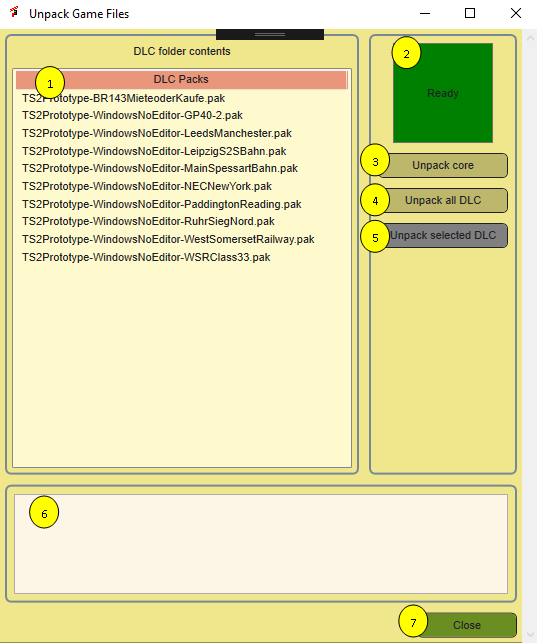 Unpack Game Files
DLC folder contents
1
DLC Packs
TS2Prototype-BR143MieteoderKaufe.pak
TS2Prototype-WindowsNoEditor-GP40-2.pak
TS2Prototype-WindowsNoEditor-LeedsManchester.pak
TS2Prototype-WindowsNoEditor-LeipzigS2SBahn.pak
TS2Prototype-WindowsNoEditor-MainSpessartBahn.pak
TS2Prototype-WindowsNoEditor-NECNewYork.pak
TS2Prototype-WindowsNoEditor-PaddingtonReading.pak
TS2Prototype-WindowsNoEditor-RuhrSiegNord.pak
TS2Prototype-WindowsNoEditor-WestSomersetRailway.pak
TS2Prototype-WindowsNoEditor-WSRClass33.pak
2
Ready
3 Unpack core
4 Unpack all DLC
5 Unpack selected DLC
6
7 Close